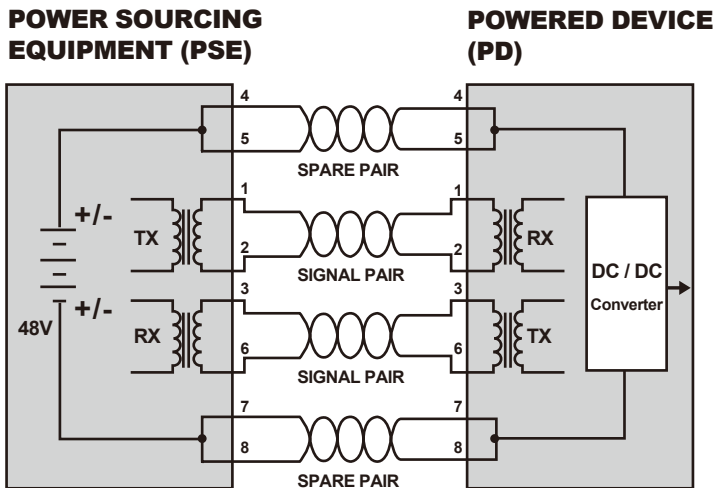 POWER SOURCING
EQUIPMENT (PSE)
POWERED DEVICE
(PD)
4
4
5
5
SPARE PAIR
1
1
+/-
TX
RX
2
2
SIGNAL PAIR
DC / DC
Converter
3
3
+/-
48V
RX
TX
6
6
SIGNAL PAIR
7
7
8
8
SPARE PAIR